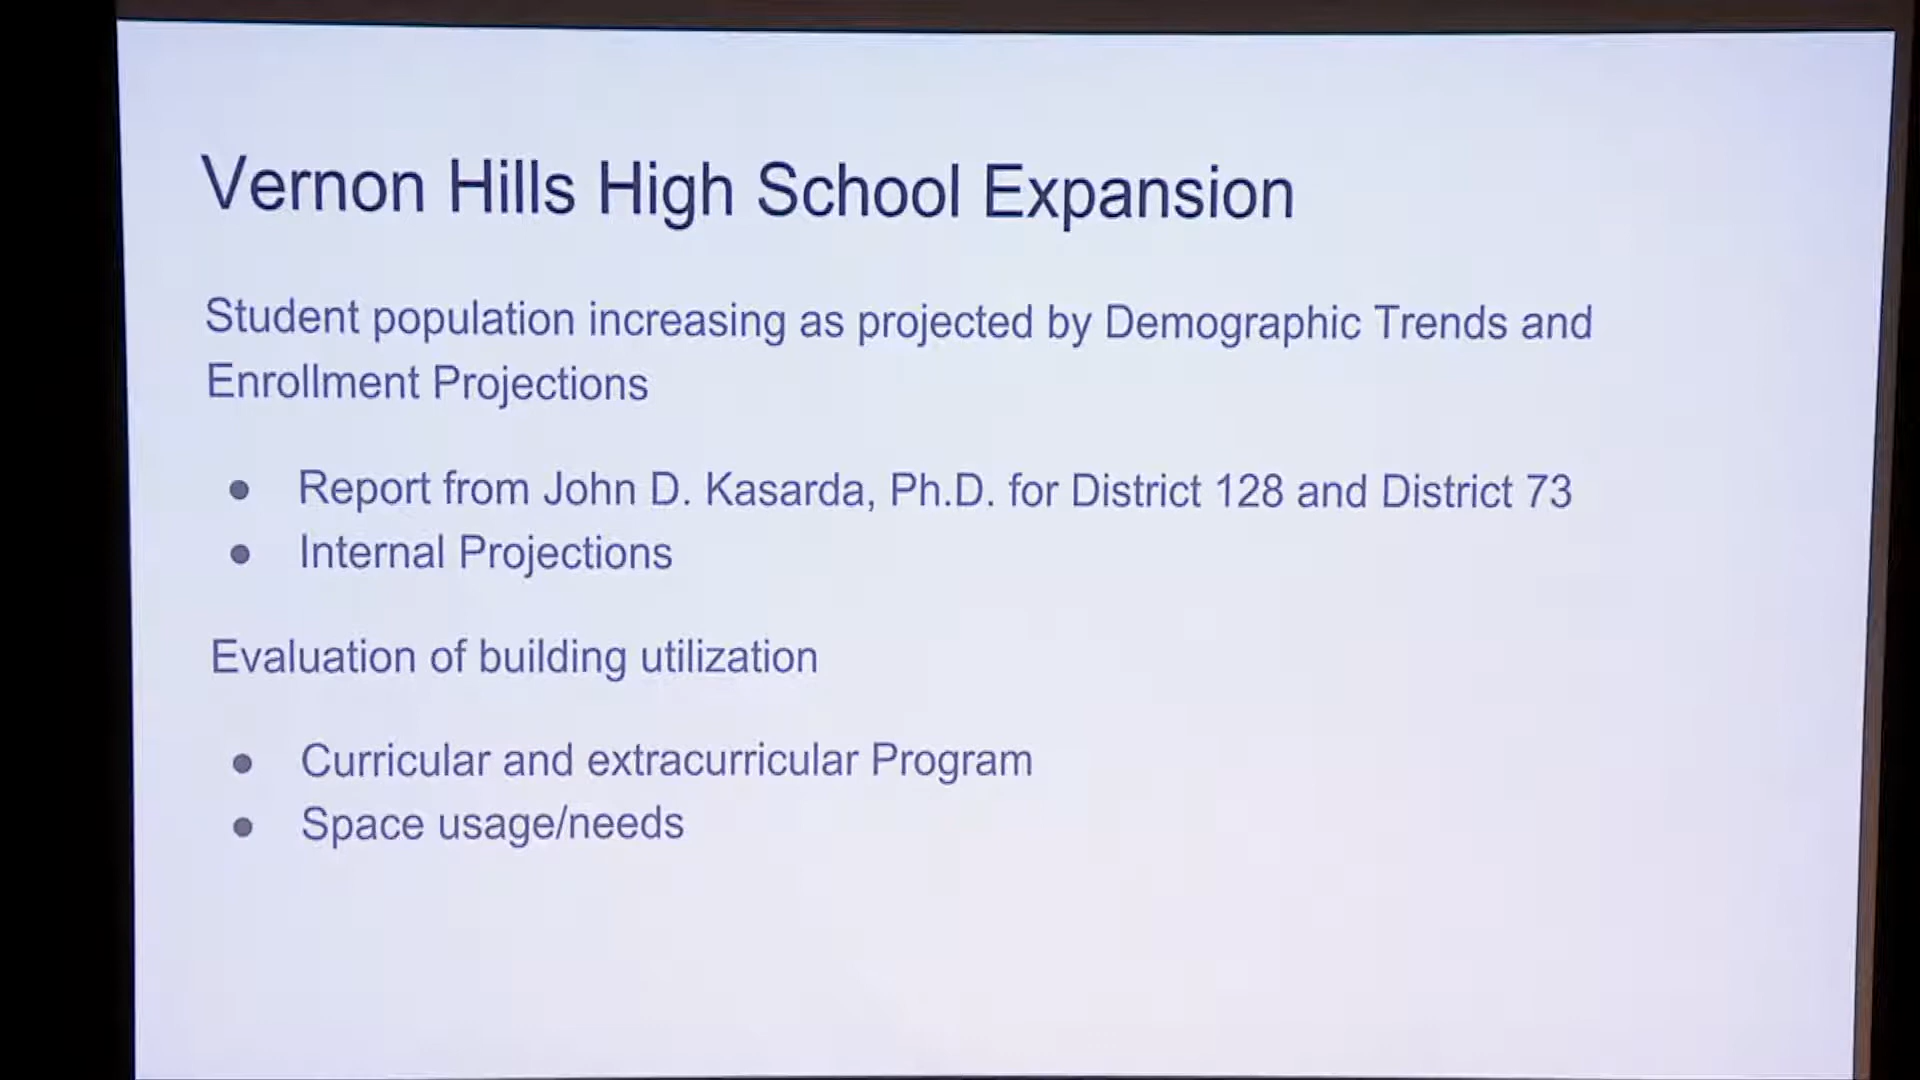 Vernon Hills High School Expansion
Student population increasing as projected by Demographic Trends and
Enrollment Projections
● Report from John D. Kasarda, Ph.D. for District 128 and District 73
● Internal Projections
Evaluation of building utilization
● Curricular and extracurricular Program
● Space usage/needs